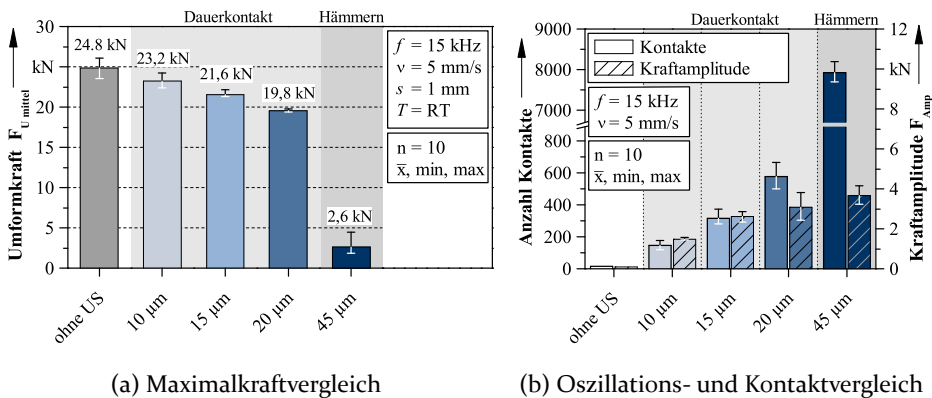 Dauerkontakt
Hämmern
Umformkraft F_U mittel
30
kN
20
15
10
5
0
24.8 kN
23,2 kN
21,6 kN
19,8 kN
2,6 kN
f = 15 kHz
ν = 5 mm/s
s = 1 mm
T = RT
n = 10
x̅, min, max
ohne US
10 µm
15 µm
20 µm
45 µm
(a) Maximalkraftvergleich
Dauerkontakt
Hämmern
Anzahl Kontakte
9000
8000
7000
600
400
200
0
Kontakte
Kraftamplitude
f = 15 kHz
ν = 5 mm/s
n = 10
x̅, min, max
12
kN
8
6
4
2
0
Kraftamplitude F_Amp
ohne US
10 µm
15 µm
20 µm
45 µm
(b) Oszillations- und Kontaktvergleich